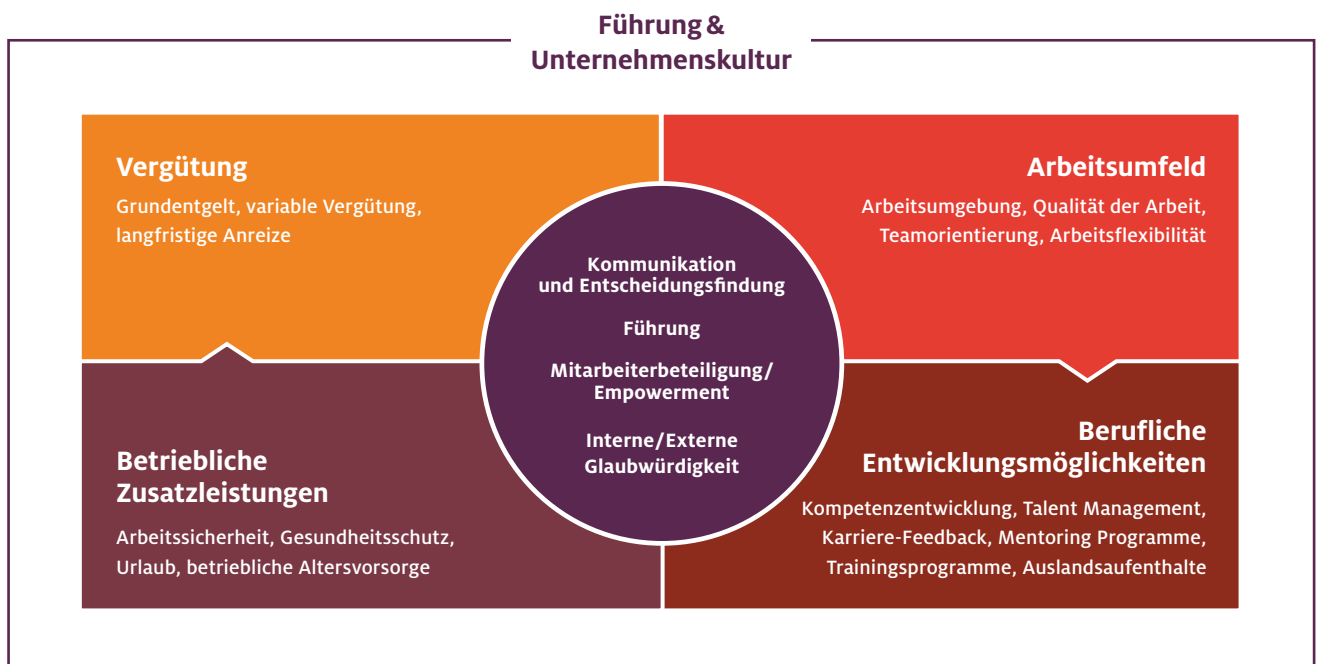 Führung &
Unternehmenskultur
Vergütung
Grundentgelt, variable Vergütung,
langfristige Anreize
Arbeitsumfeld
Arbeitsumgebung, Qualität der Arbeit,
Teamorientierung, Arbeitsflexibilität
Kommunikation
und Entscheidungsfindung
Führung
Mitarbeiterbeteiligung/
Empowerment
Interne/Externe
Glaubwürdigkeit
Betriebliche
Zusatzleistungen
Arbeitssicherheit, Gesundheitsschutz,
Urlaub, betriebliche Altersvorsorge
Berufliche
Entwicklungsmöglichkeiten
Kompetenzentwicklung, Talent Management,
Karriere-Feedback, Mentoring Programme,
Trainingsprogramme, Auslandsaufenthalte